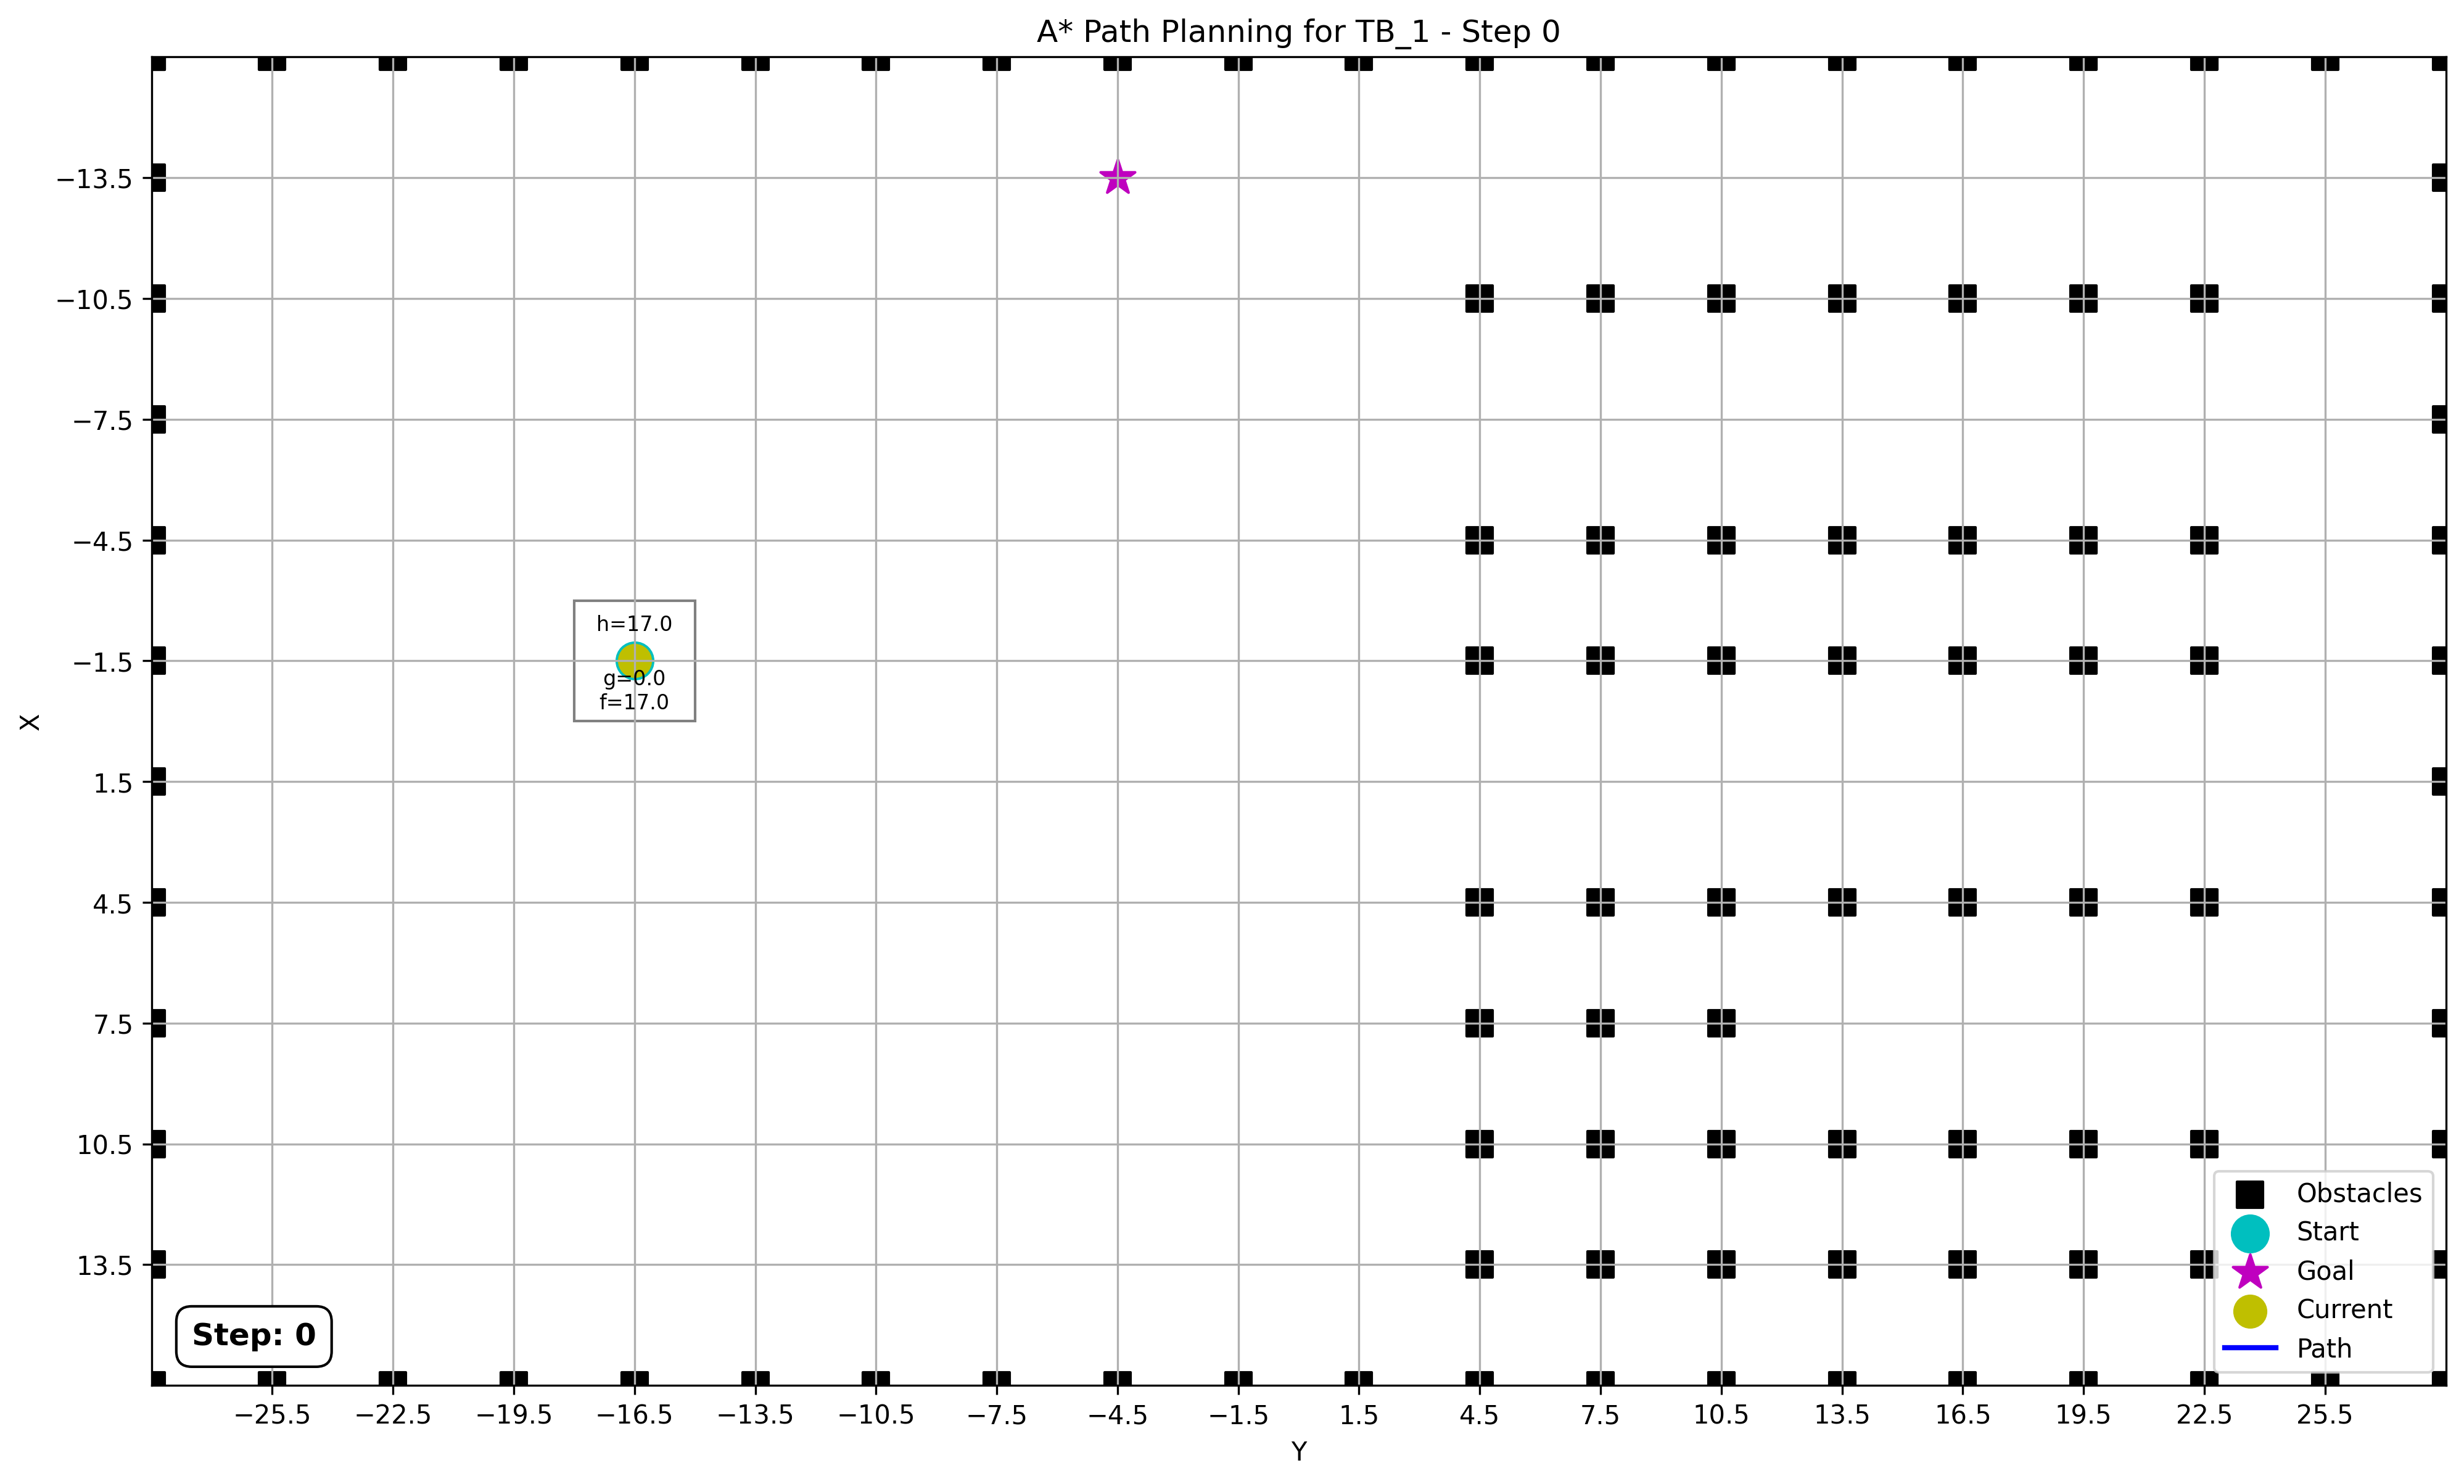 A* Path Planning for TB_1 - Step 0
−13.5
−10.5
−7.5
−4.5
−1.5
1.5
4.5
7.5
10.5
13.5
X
h=17.0
g=0.0
f=17.0
Obstacles
Start
Goal
Current
Path
Step: 0
−25.5 −22.5 −19.5 −16.5 −13.5 −10.5 −7.5 −4.5 −1.5 1.5 4.5 7.5 10.5 13.5 16.5 19.5 22.5 25.5
Y